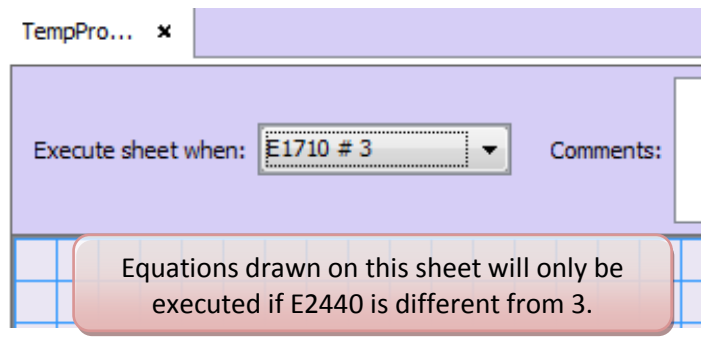 TempPro... ×
Execute sheet when: E1710 # 3 Comments:
Equations drawn on this sheet will only be
executed if E2440 is different from 3.